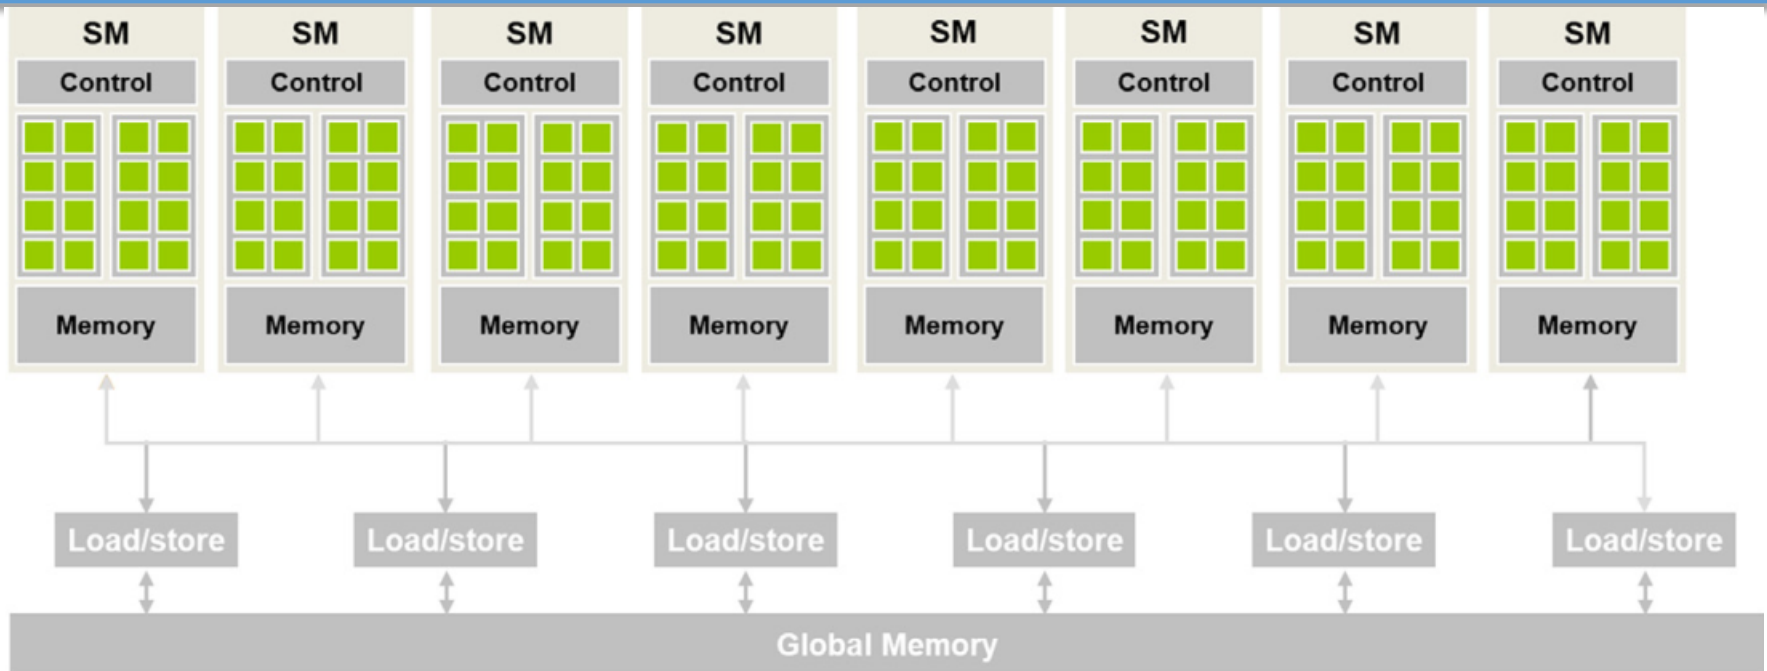 SM SM SM SM SM SM SM SM
Control Control Control Control Control Control Control Control
Memory Memory Memory Memory Memory Memory Memory Memory
Load/store Load/store Load/store Load/store Load/store Load/store
Global Memory